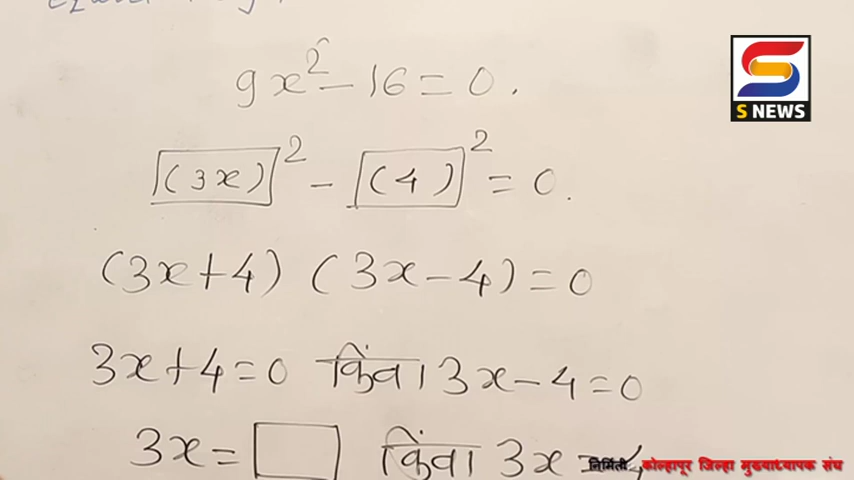 9x² - 16 = 0.
S NEWS
(3x)² - (4)² = 0.
(3x+4) (3x-4) = 0
3x+4=0 किंवा 3x-4=0
3x= किंवा 3x = 4
निर्मिती कोल्हापूर जिल्हा मुख्याध्यापक संघ